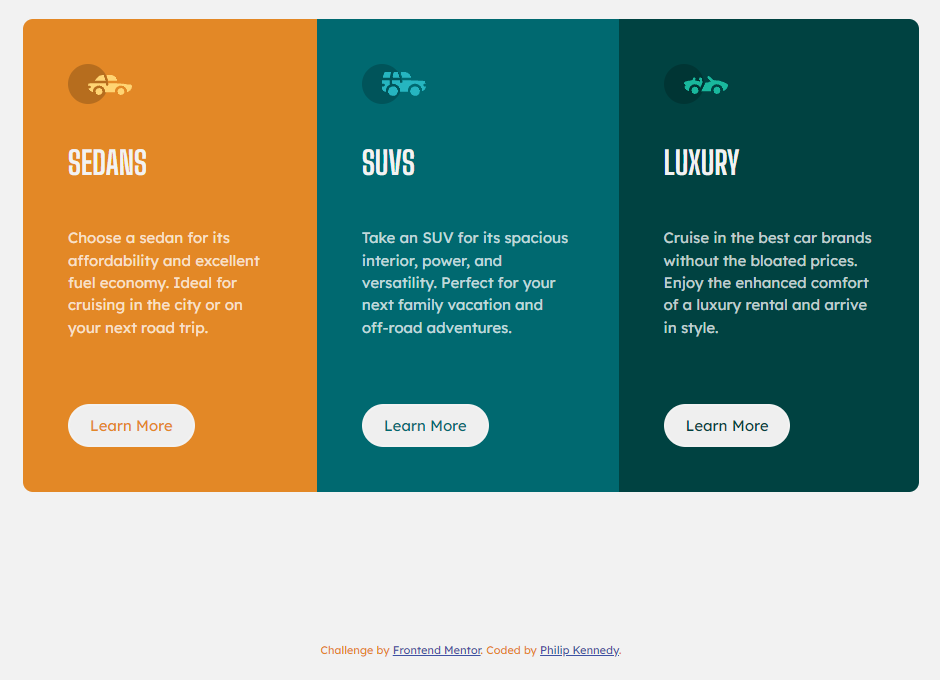 SEDANS
Choose a sedan for its
affordability and excellent
fuel economy. Ideal for
cruising in the city or on
your next road trip.
Learn More
SUVS
Take an SUV for its spacious
interior, power, and
versatility. Perfect for your
next family vacation and
off-road adventures.
Learn More
LUXURY
Cruise in the best car brands
without the bloated prices.
Enjoy the enhanced comfort
of a luxury rental and arrive
in style.
Learn More
Challenge by Frontend Mentor. Coded by Philip Kennedy.